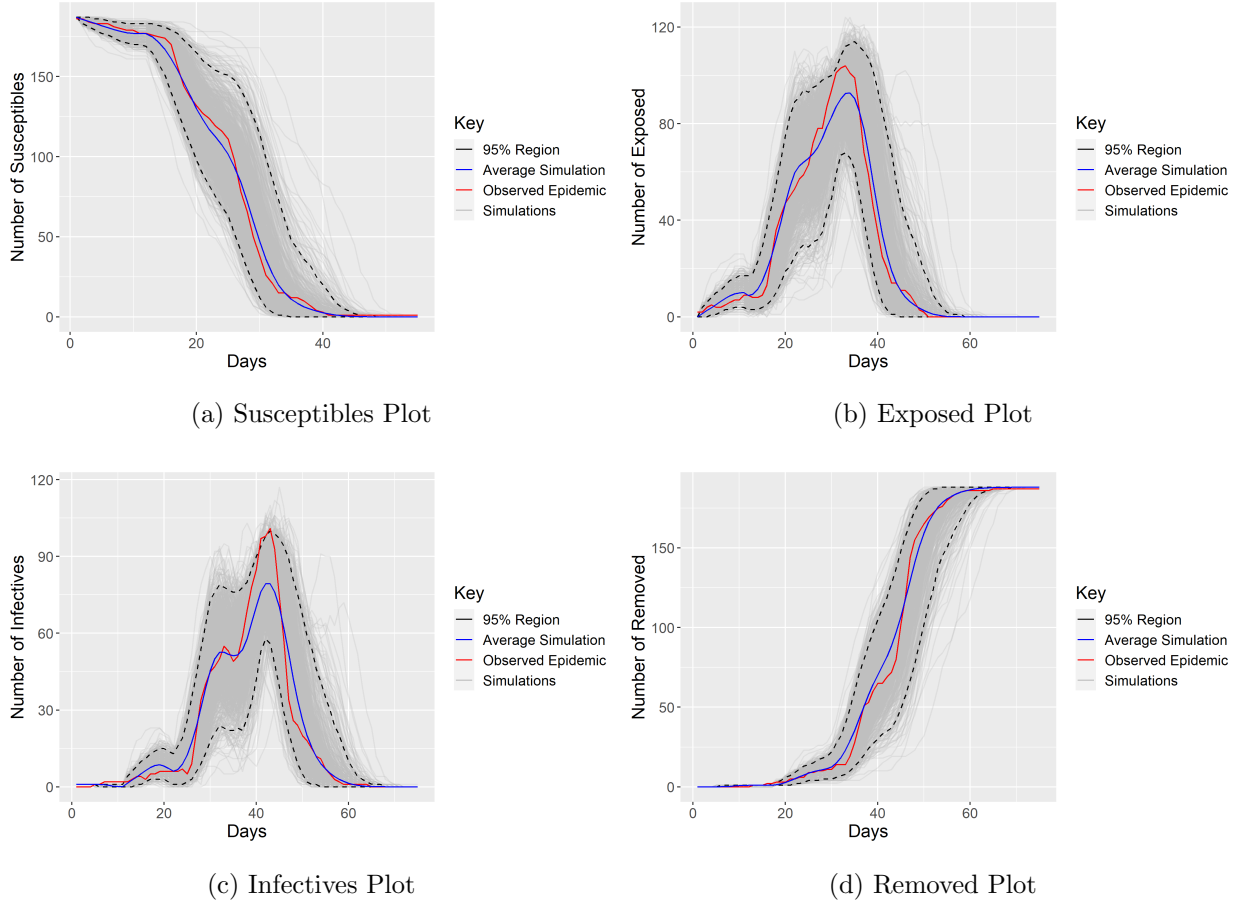 Number of Susceptibles
150
100
50
0
0
20
40
Days
Key
95% Region
Average Simulation
Observed Epidemic
Simulations
(a) Susceptibles Plot
Number of Exposed
120
80
40
0
0
20
40
60
Days
Key
95% Region
Average Simulation
Observed Epidemic
Simulations
(b) Exposed Plot
Number of Infectives
120
90
60
30
0
0
20
40
60
Days
Key
95% Region
Average Simulation
Observed Epidemic
Simulations
(c) Infectives Plot
Number of Removed
150
100
50
0
0
20
40
60
Days
Key
95% Region
Average Simulation
Observed Epidemic
Simulations
(d) Removed Plot